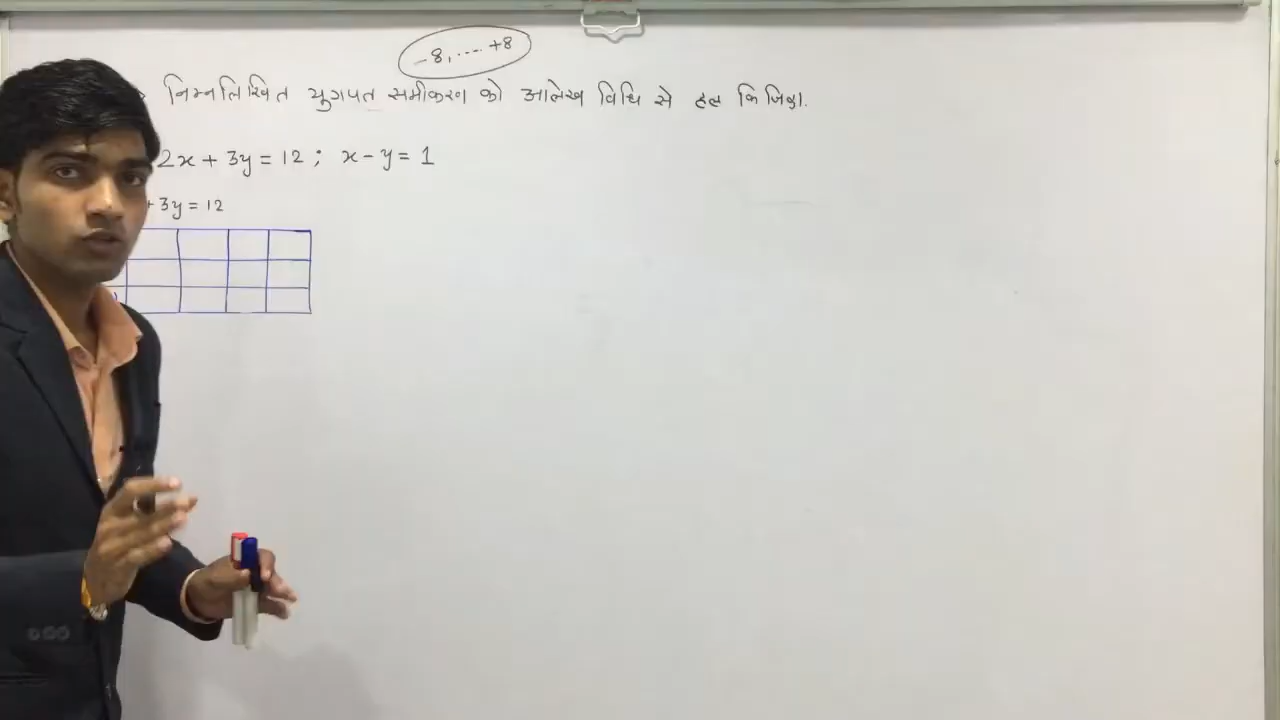 -8, .... +8
निम्नलिखित युगपत समीकरण को आलेख विधि से हल किजिए.
2x + 3y = 12 ; x - y = 1
+ 3y = 12